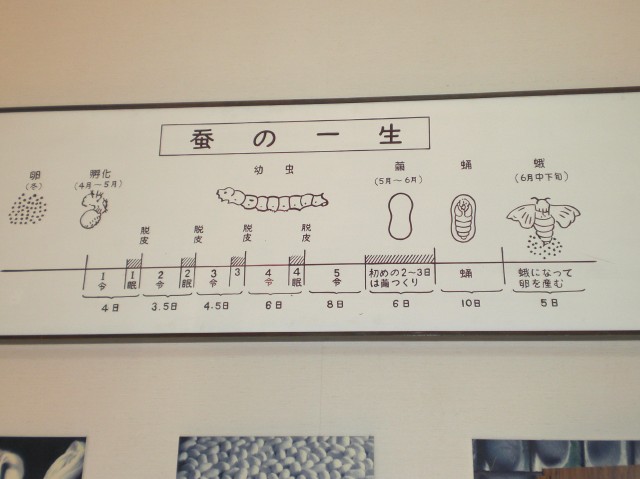 蚕の一生
卵
(冬)
孵化
(4月～5月)
幼虫
繭
(5月～6月)
蛹
蛾
(6月中下旬)
脱皮
脱皮
脱皮
脱皮
1令
1眠
2令
2眠
3令
3
4令
4眠
5令
初めの2～3日
は繭つくり
蛹
蛾になって
卵を産む
4日
3.5日
4.5日
6日
8日
6日
10日
5日